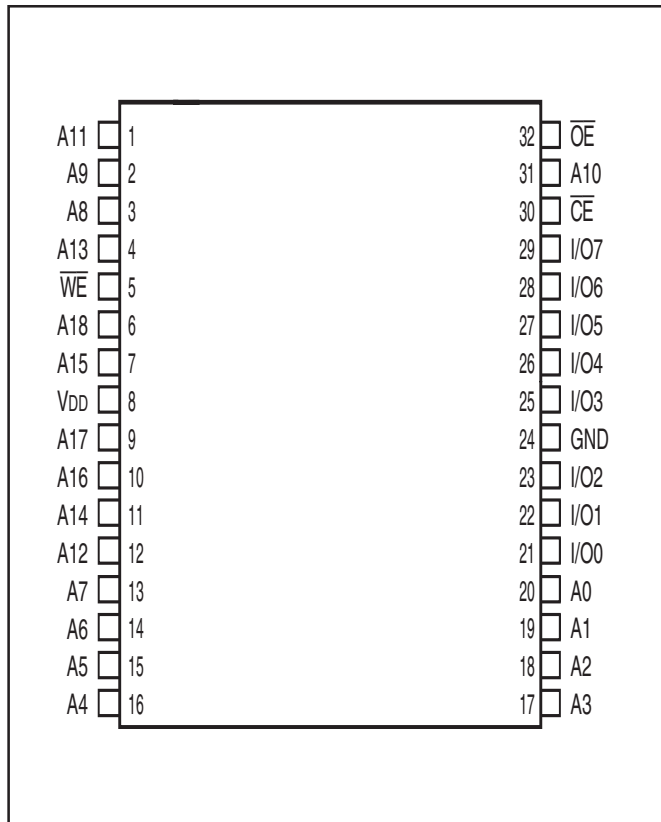 A11 1 32 O̅E̅
A9 2 31 A10
A8 3 30 C̅E̅
A13 4 29 I/O7
W̅E̅ 5 28 I/O6
A18 6 27 I/O5
A15 7 26 I/O4
VDD 8 25 I/O3
A17 9 24 GND
A16 10 23 I/O2
A14 11 22 I/O1
A12 12 21 I/O0
A7 13 20 A0
A6 14 19 A1
A5 15 18 A2
A4 16 17 A3